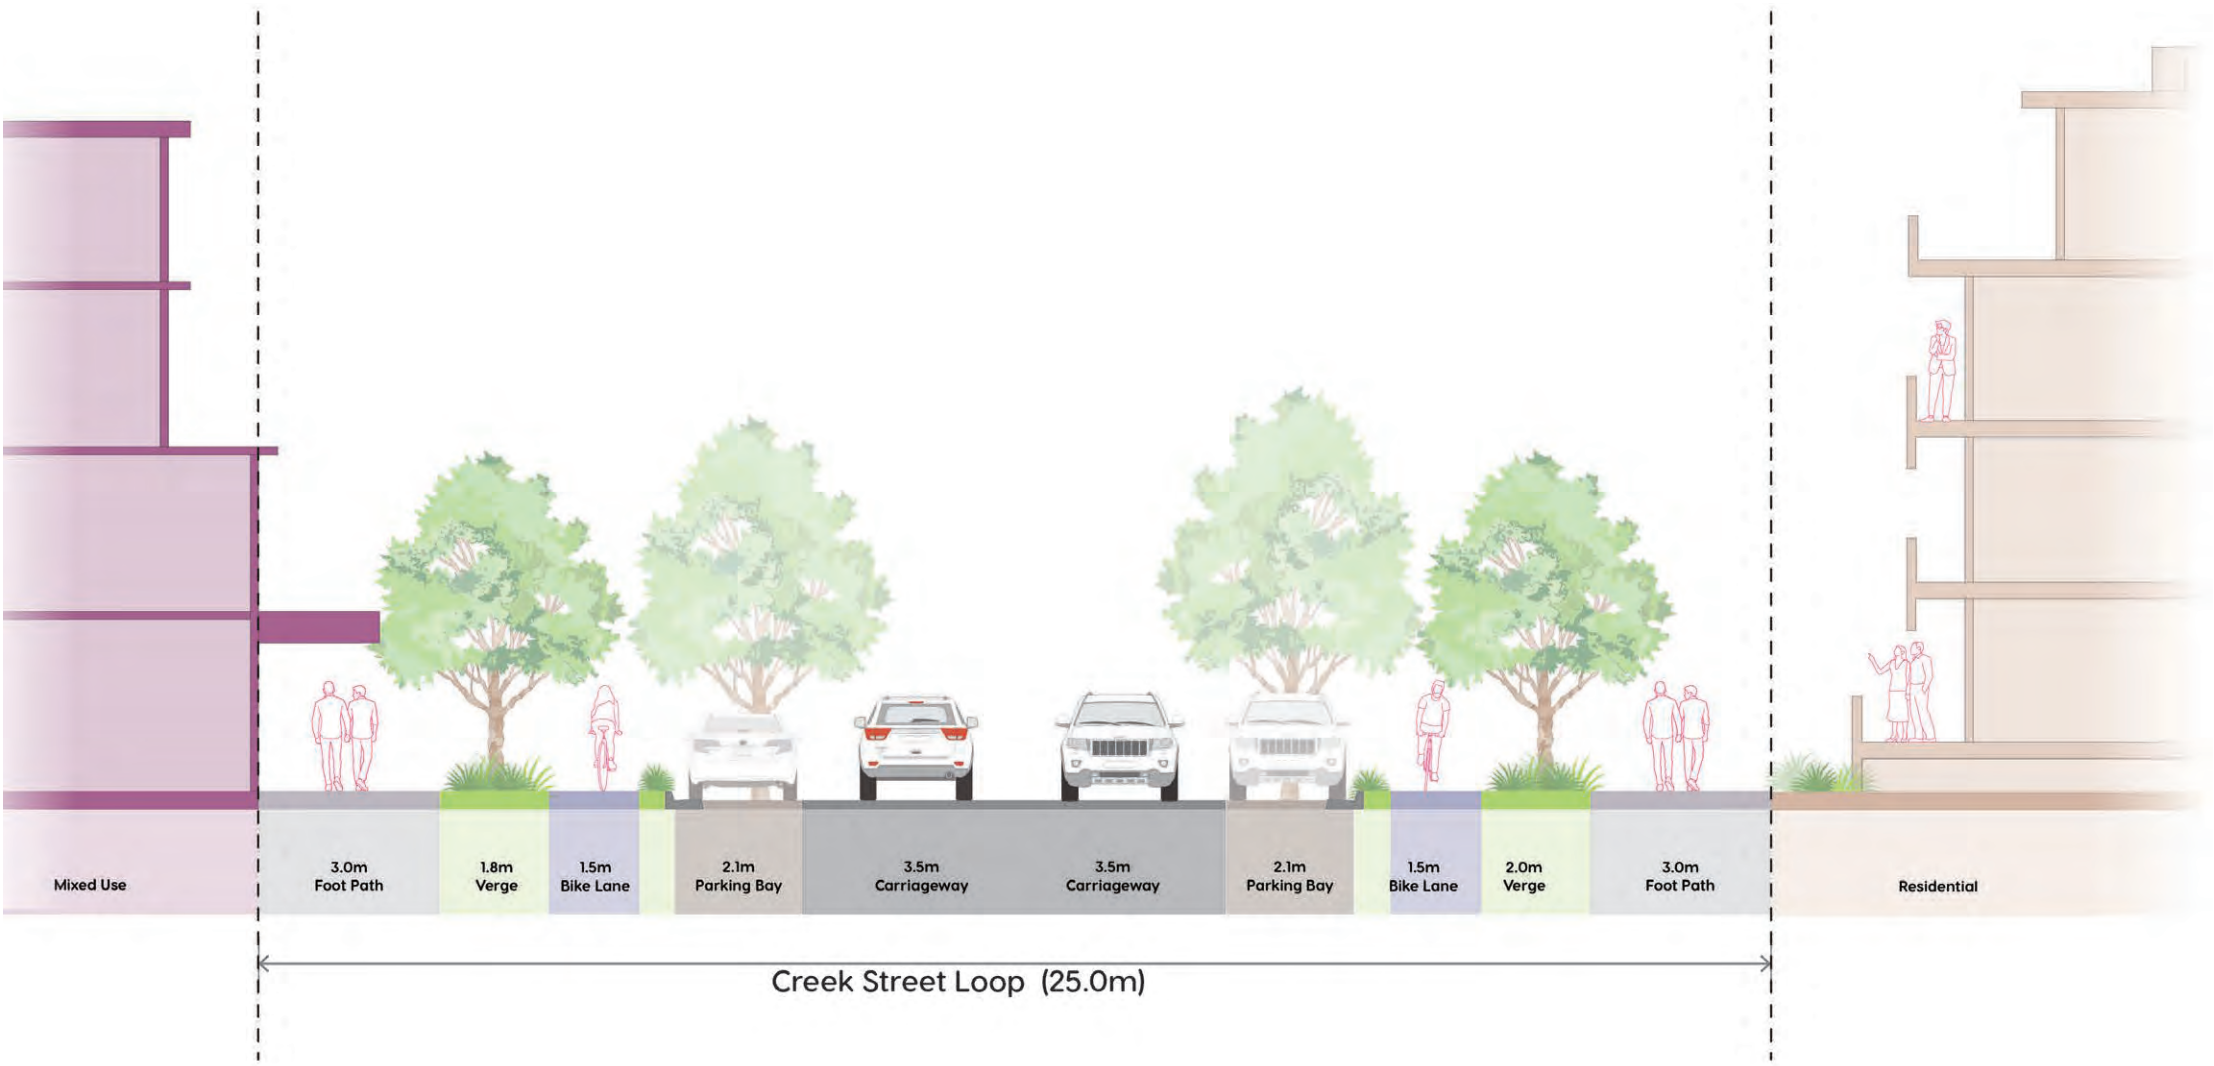 Mixed Use
3.0m
Foot Path
1.8m
Verge
1.5m
Bike Lane
2.1m
Parking Bay
3.5m
Carriageway
3.5m
Carriageway
2.1m
Parking Bay
1.5m
Bike Lane
2.0m
Verge
3.0m
Foot Path
Residential
Creek Street Loop (25.0m)